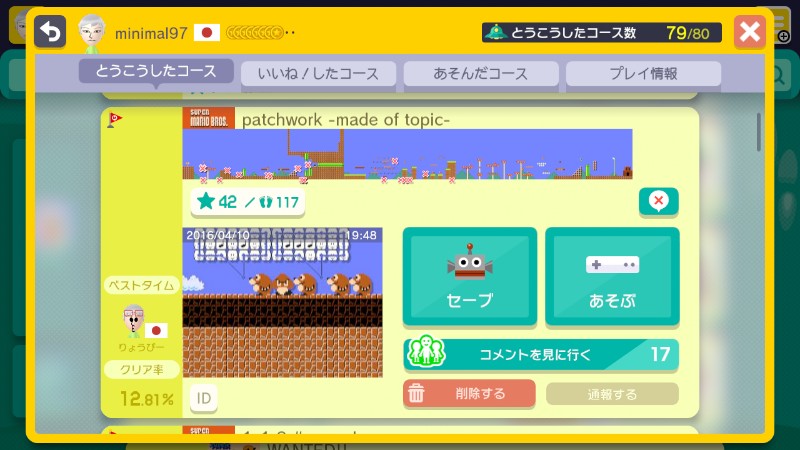 minimal97
とうこうしたコース数 79/80
とうこうしたコース
いいね!したコース
あそんだコース
プレイ情報
SUPER MARIO BROS.
patchwork -made of topic-
42 / 117
2016/04/10 19:48
ベストタイム
りょうぴー
クリア率
12.81%
ID
セーブ
あそぶ
コメントを見に行く 17
削除する
通報する
SUPER
WANTED!!